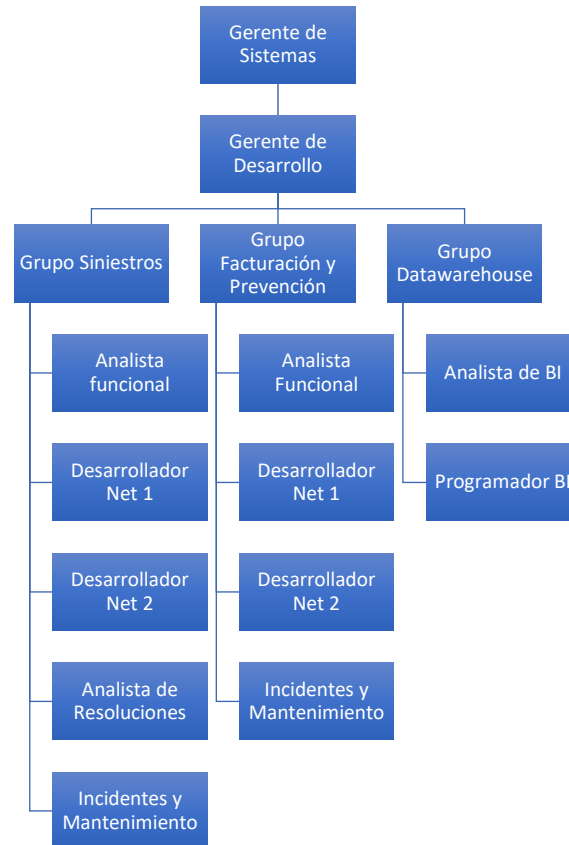 Gerente de
Sistemas
Gerente de
Desarrollo
Grupo Siniestros
Grupo
Facturación y
Prevención
Grupo
Datawarehouse
Analista
funcional
Desarrollador
Net 1
Desarrollador
Net 2
Analista de
Resoluciones
Incidentes y
Mantenimiento
Analista
Funcional
Desarrollador
Net 1
Desarrollador
Net 2
Incidentes y
Mantenimiento
Analista de BI
Programador BI